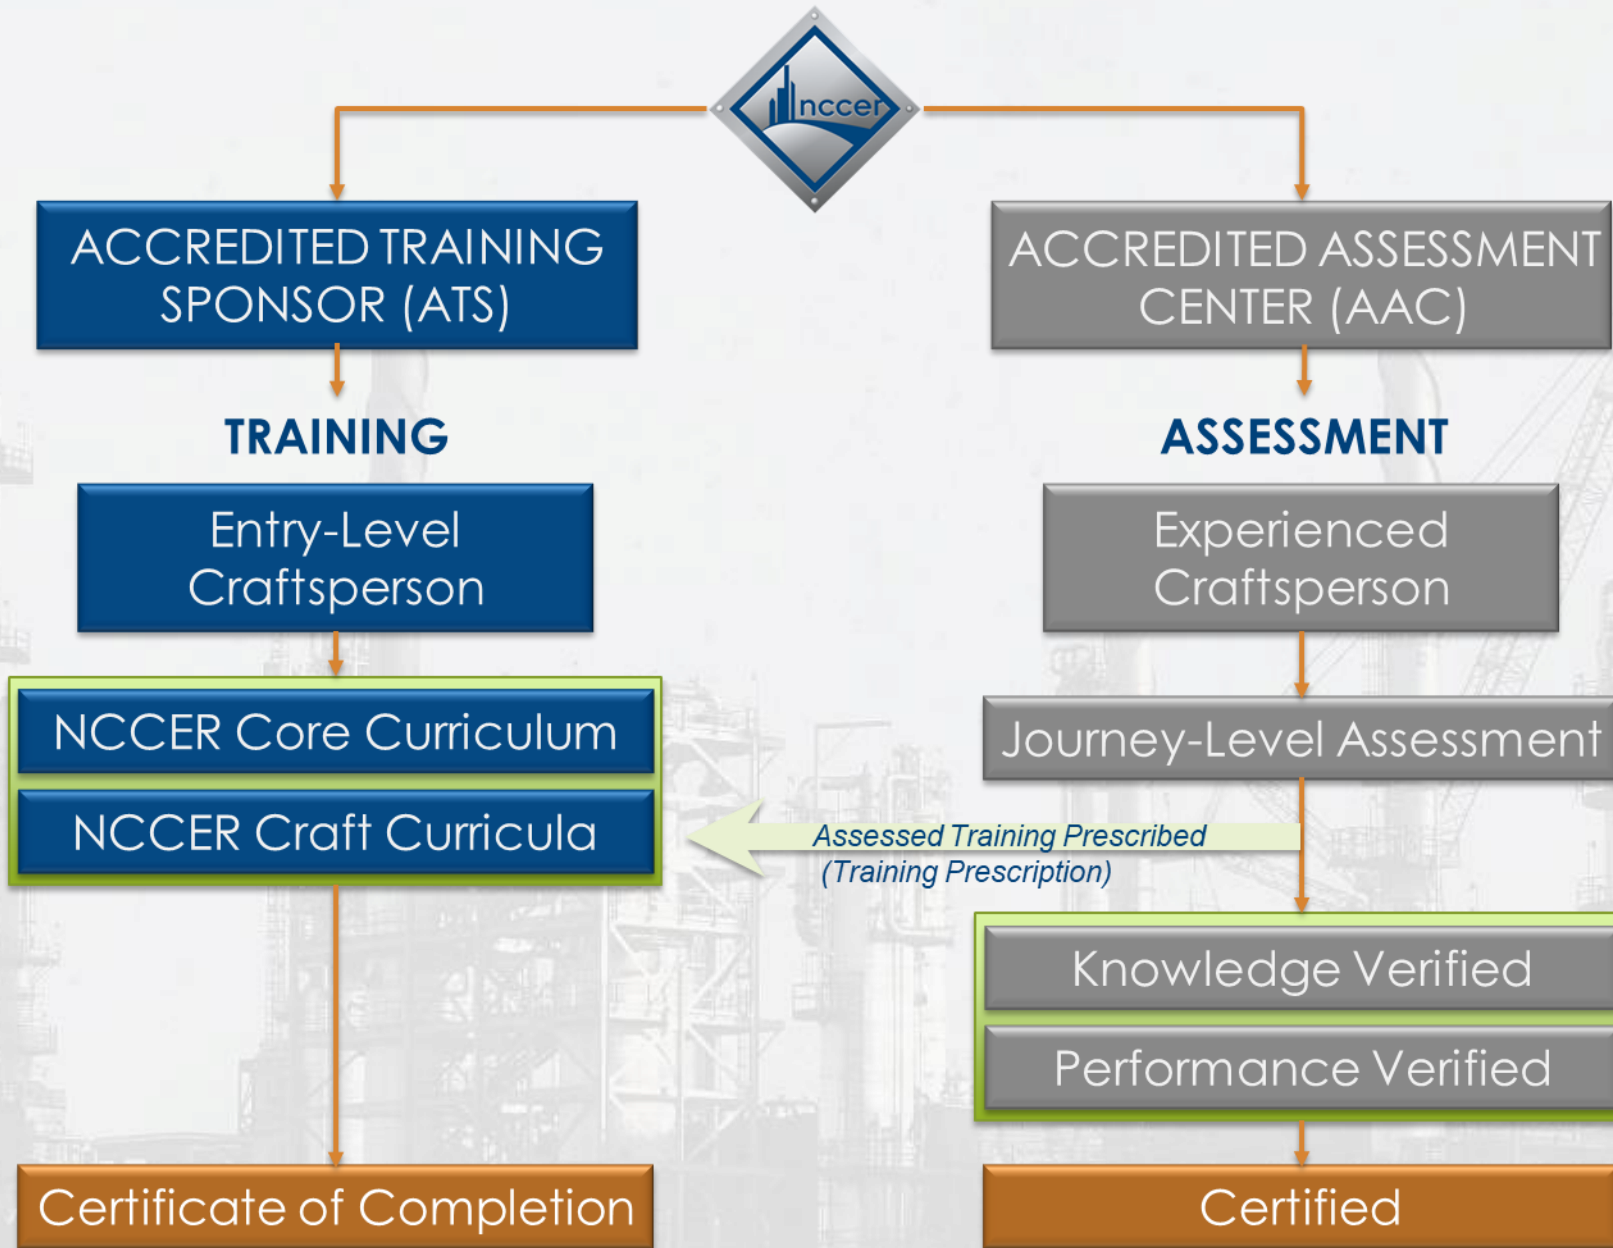 nccer
ACCREDITED TRAINING
SPONSOR (ATS)
TRAINING
Entry-Level
Craftsperson
NCCER Core Curriculum
NCCER Craft Curricula
Certificate of Completion
ACCREDITED ASSESSMENT
CENTER (AAC)
ASSESSMENT
Experienced
Craftsperson
Journey-Level Assessment
Assessed Training Prescribed
(Training Prescription)
Knowledge Verified
Performance Verified
Certified